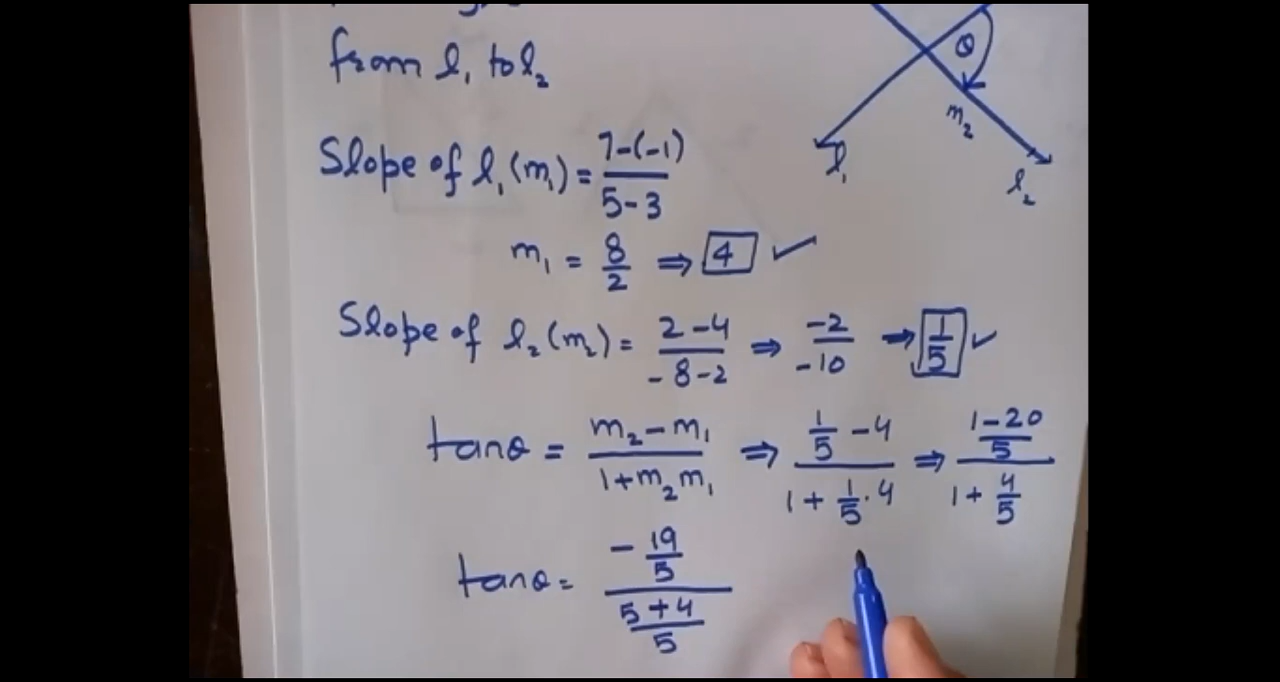 from l₁ to l₂
θ
m₂
l₁
l₂
Slope of l₁ (m₁) = (7-(-1))/(5-3)
m₁ = 8/2 ⇒ 4 ✓
Slope of l₂ (m₂) = (2-4)/(-8-2) ⇒ -2/-10 ⇒ 1/5 ✓
tanθ = (m₂-m₁)/(1+m₂m₁) ⇒ (1/5 - 4)/(1 + 1/5 · 4) ⇒ ((1-20)/5)/(1 + 4/5)
tanθ = (-19/5)/((5+4)/5)